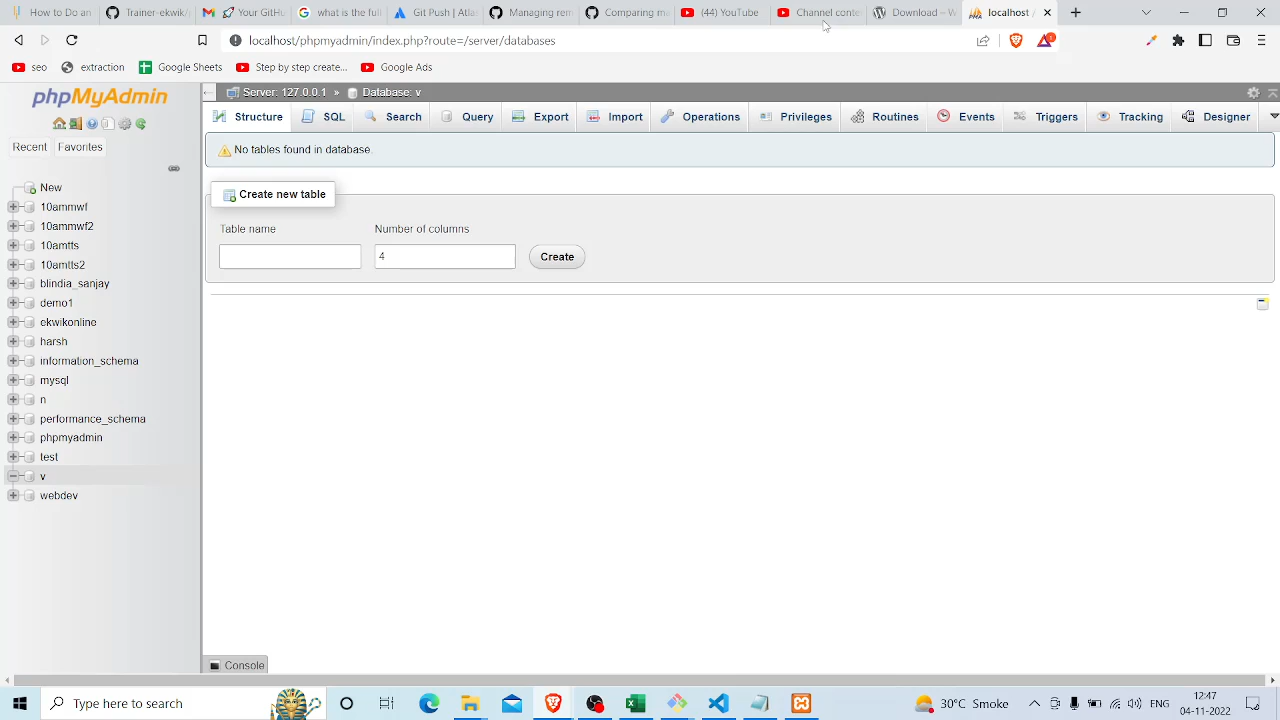 How to Do an
Trainer-ekwik/
Your GitHu
what is the full
Git Push | Atla
Managing rem
Comparing ma
(44) YouTube
Channel conte
Download – W
localhost /
localhost/phpmyadmin/index.php?route=/server/databases
seo
extraction
Google Sheets
Step by step create...
Google Ads
phpMyAdmin
Server: 127.0.0.1 » Database: v
Structure
SQL
Search
Query
Export
Import
Operations
Privileges
Routines
Events
Triggers
Tracking
Designer
Recent
Favorites
No tables found in database.
New
10ammwf
10ammwf2
10amtts
10amtts2
blindia_sanjay
demo1
ekwikonline
harsh
information_schema
mysql
n
performance_schema
phpmyadmin
test
v
webdev
Create new table
Table name
Number of columns
4
Create
Console
Type here to search
30°C Smoke
ENG
12:47
04-11-2022